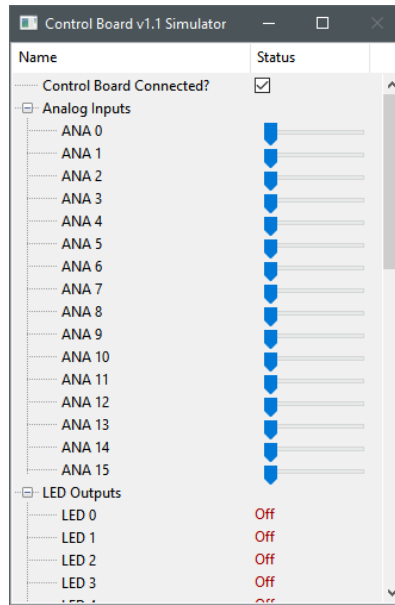 Control Board v1.1 Simulator
Name Status
Control Board Connected?
Analog Inputs
ANA 0
ANA 1
ANA 2
ANA 3
ANA 4
ANA 5
ANA 6
ANA 7
ANA 8
ANA 9
ANA 10
ANA 11
ANA 12
ANA 13
ANA 14
ANA 15
LED Outputs
LED 0 Off
LED 1 Off
LED 2 Off
LED 3 Off